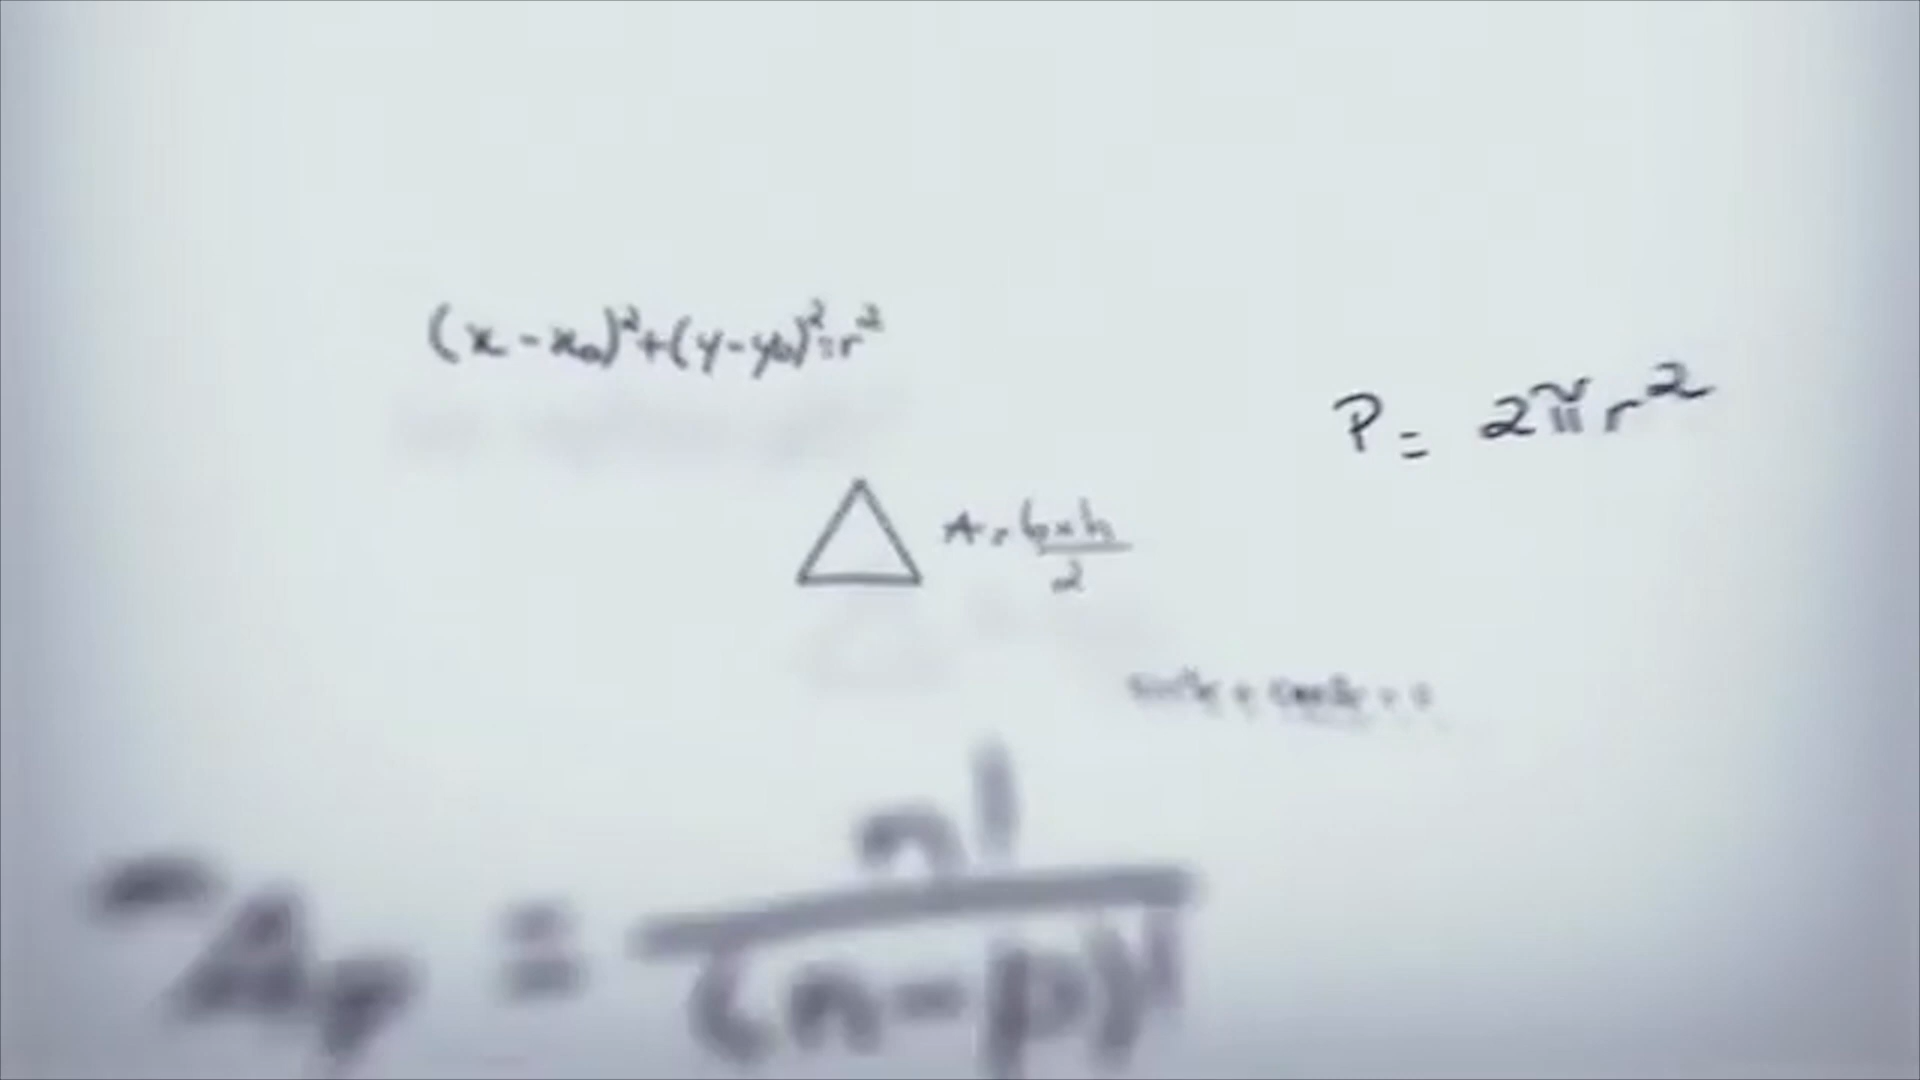 (x - x₀)² + (y - y₀)² = r²
P = 2πr²
A = b × h / 2
ⁿAp = n! / (n - p)!